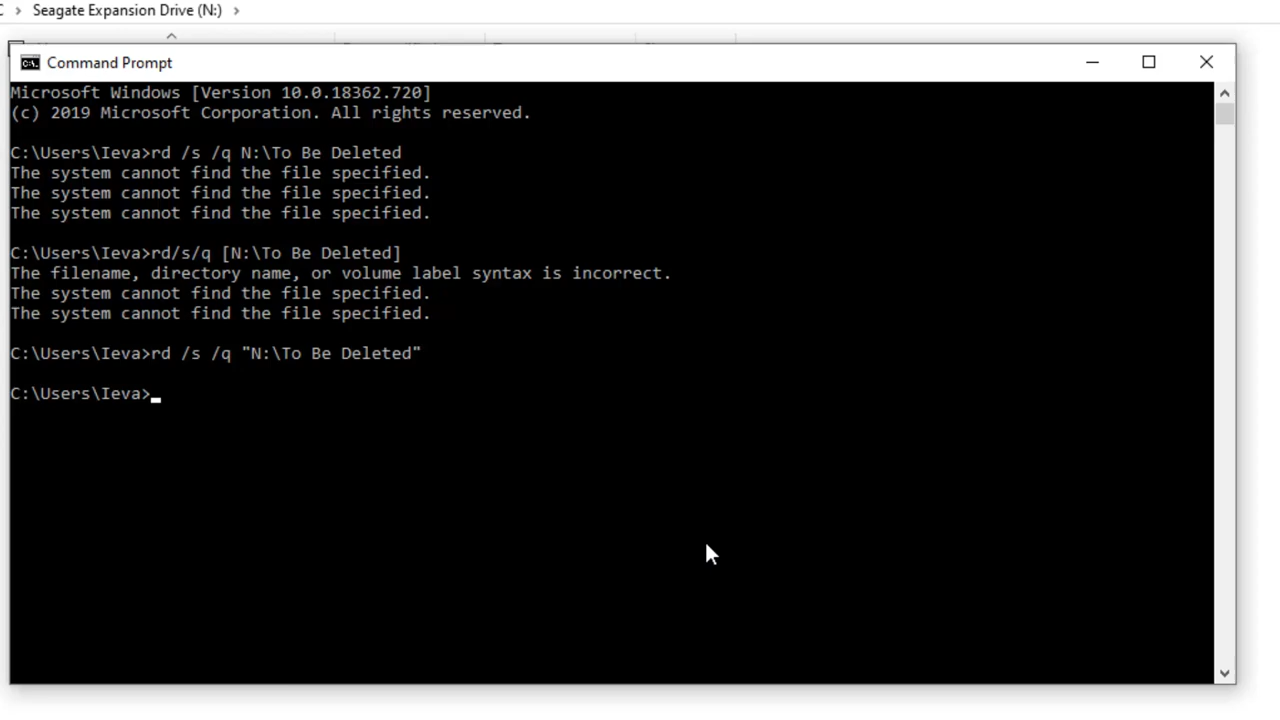 Seagate Expansion Drive (N:)
Command Prompt
Microsoft Windows [Version 10.0.18362.720]
(c) 2019 Microsoft Corporation. All rights reserved.
C:\Users\Ieva>rd /s /q N:\To Be Deleted
The system cannot find the file specified.
The system cannot find the file specified.
The system cannot find the file specified.
C:\Users\Ieva>rd/s/q [N:\To Be Deleted]
The filename, directory name, or volume label syntax is incorrect.
The system cannot find the file specified.
The system cannot find the file specified.
C:\Users\Ieva>rd /s /q "N:\To Be Deleted"
C:\Users\Ieva>